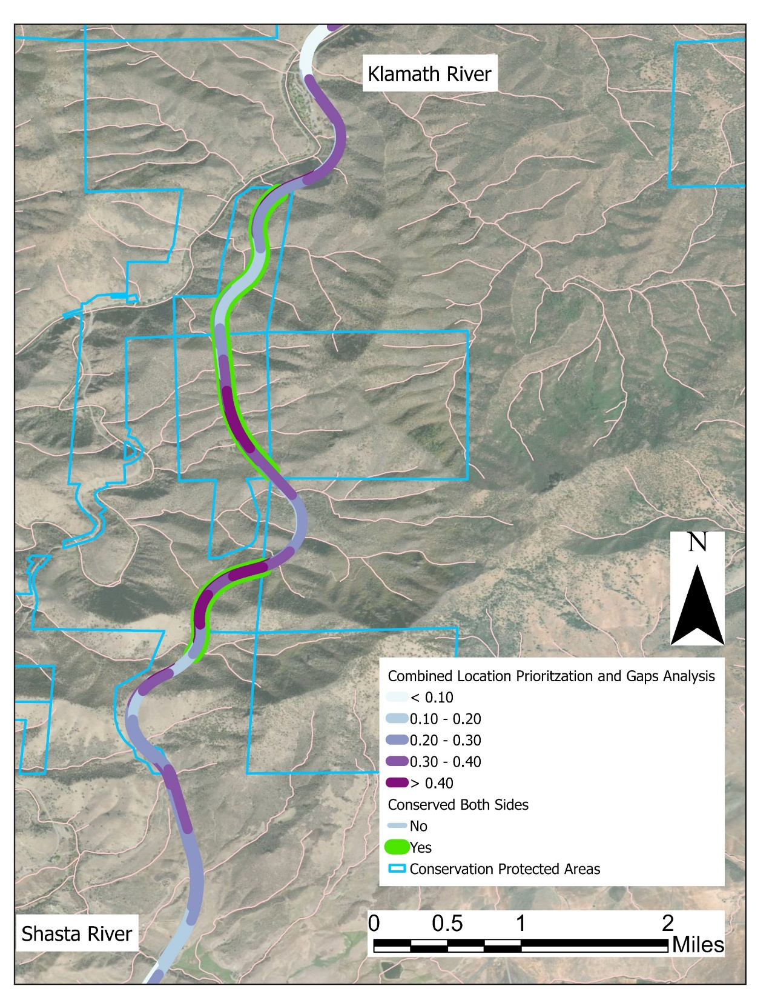 Klamath River
N
Combined Location Prioritzation and Gaps Analysis
< 0.10
0.10 - 0.20
0.20 - 0.30
0.30 - 0.40
> 0.40
Conserved Both Sides
No
Yes
Conservation Protected Areas
Shasta River
0 0.5 1 2
Miles